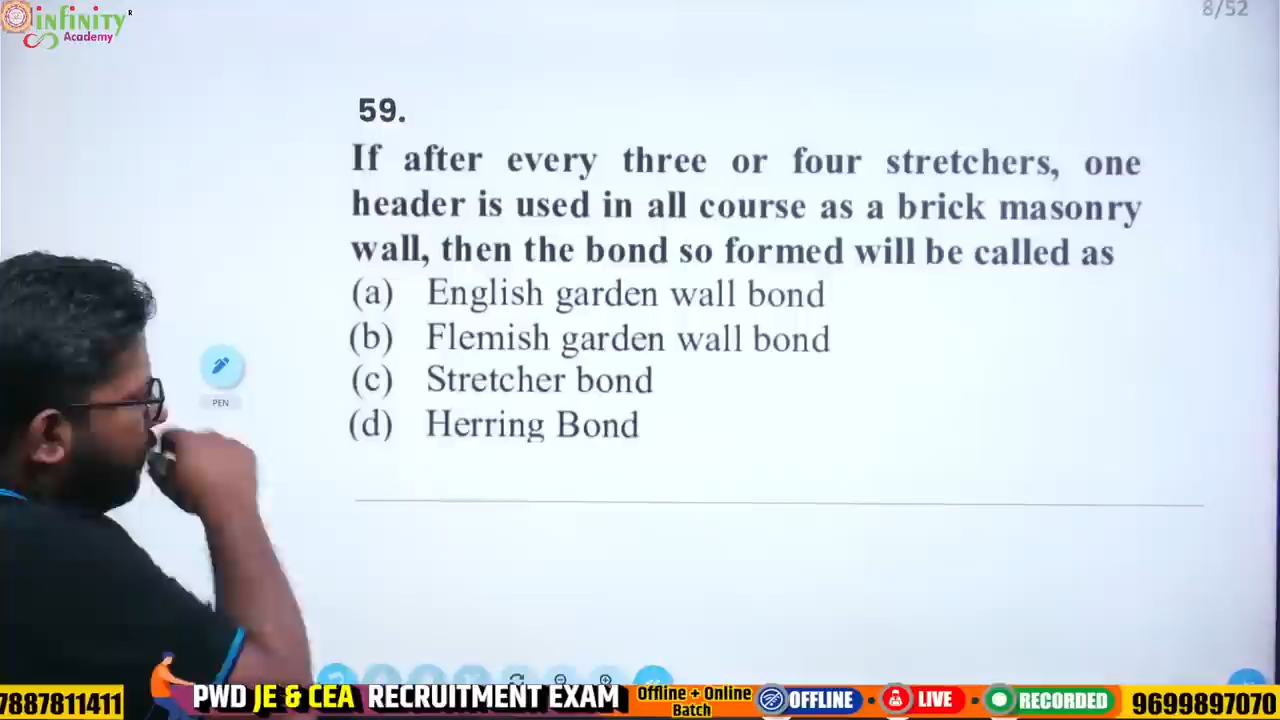 infinity
Academy
8/52
59.
If after every three or four stretchers, one
header is used in all course as a brick masonry
wall, then the bond so formed will be called as
(a) English garden wall bond
(b) Flemish garden wall bond
(c) Stretcher bond
(d) Herring Bond
PEN
7887811411
PWD JE & CEA RECRUITMENT EXAM
Offline + Online
Batch
OFFLINE
LIVE
RECORDED
9699897070